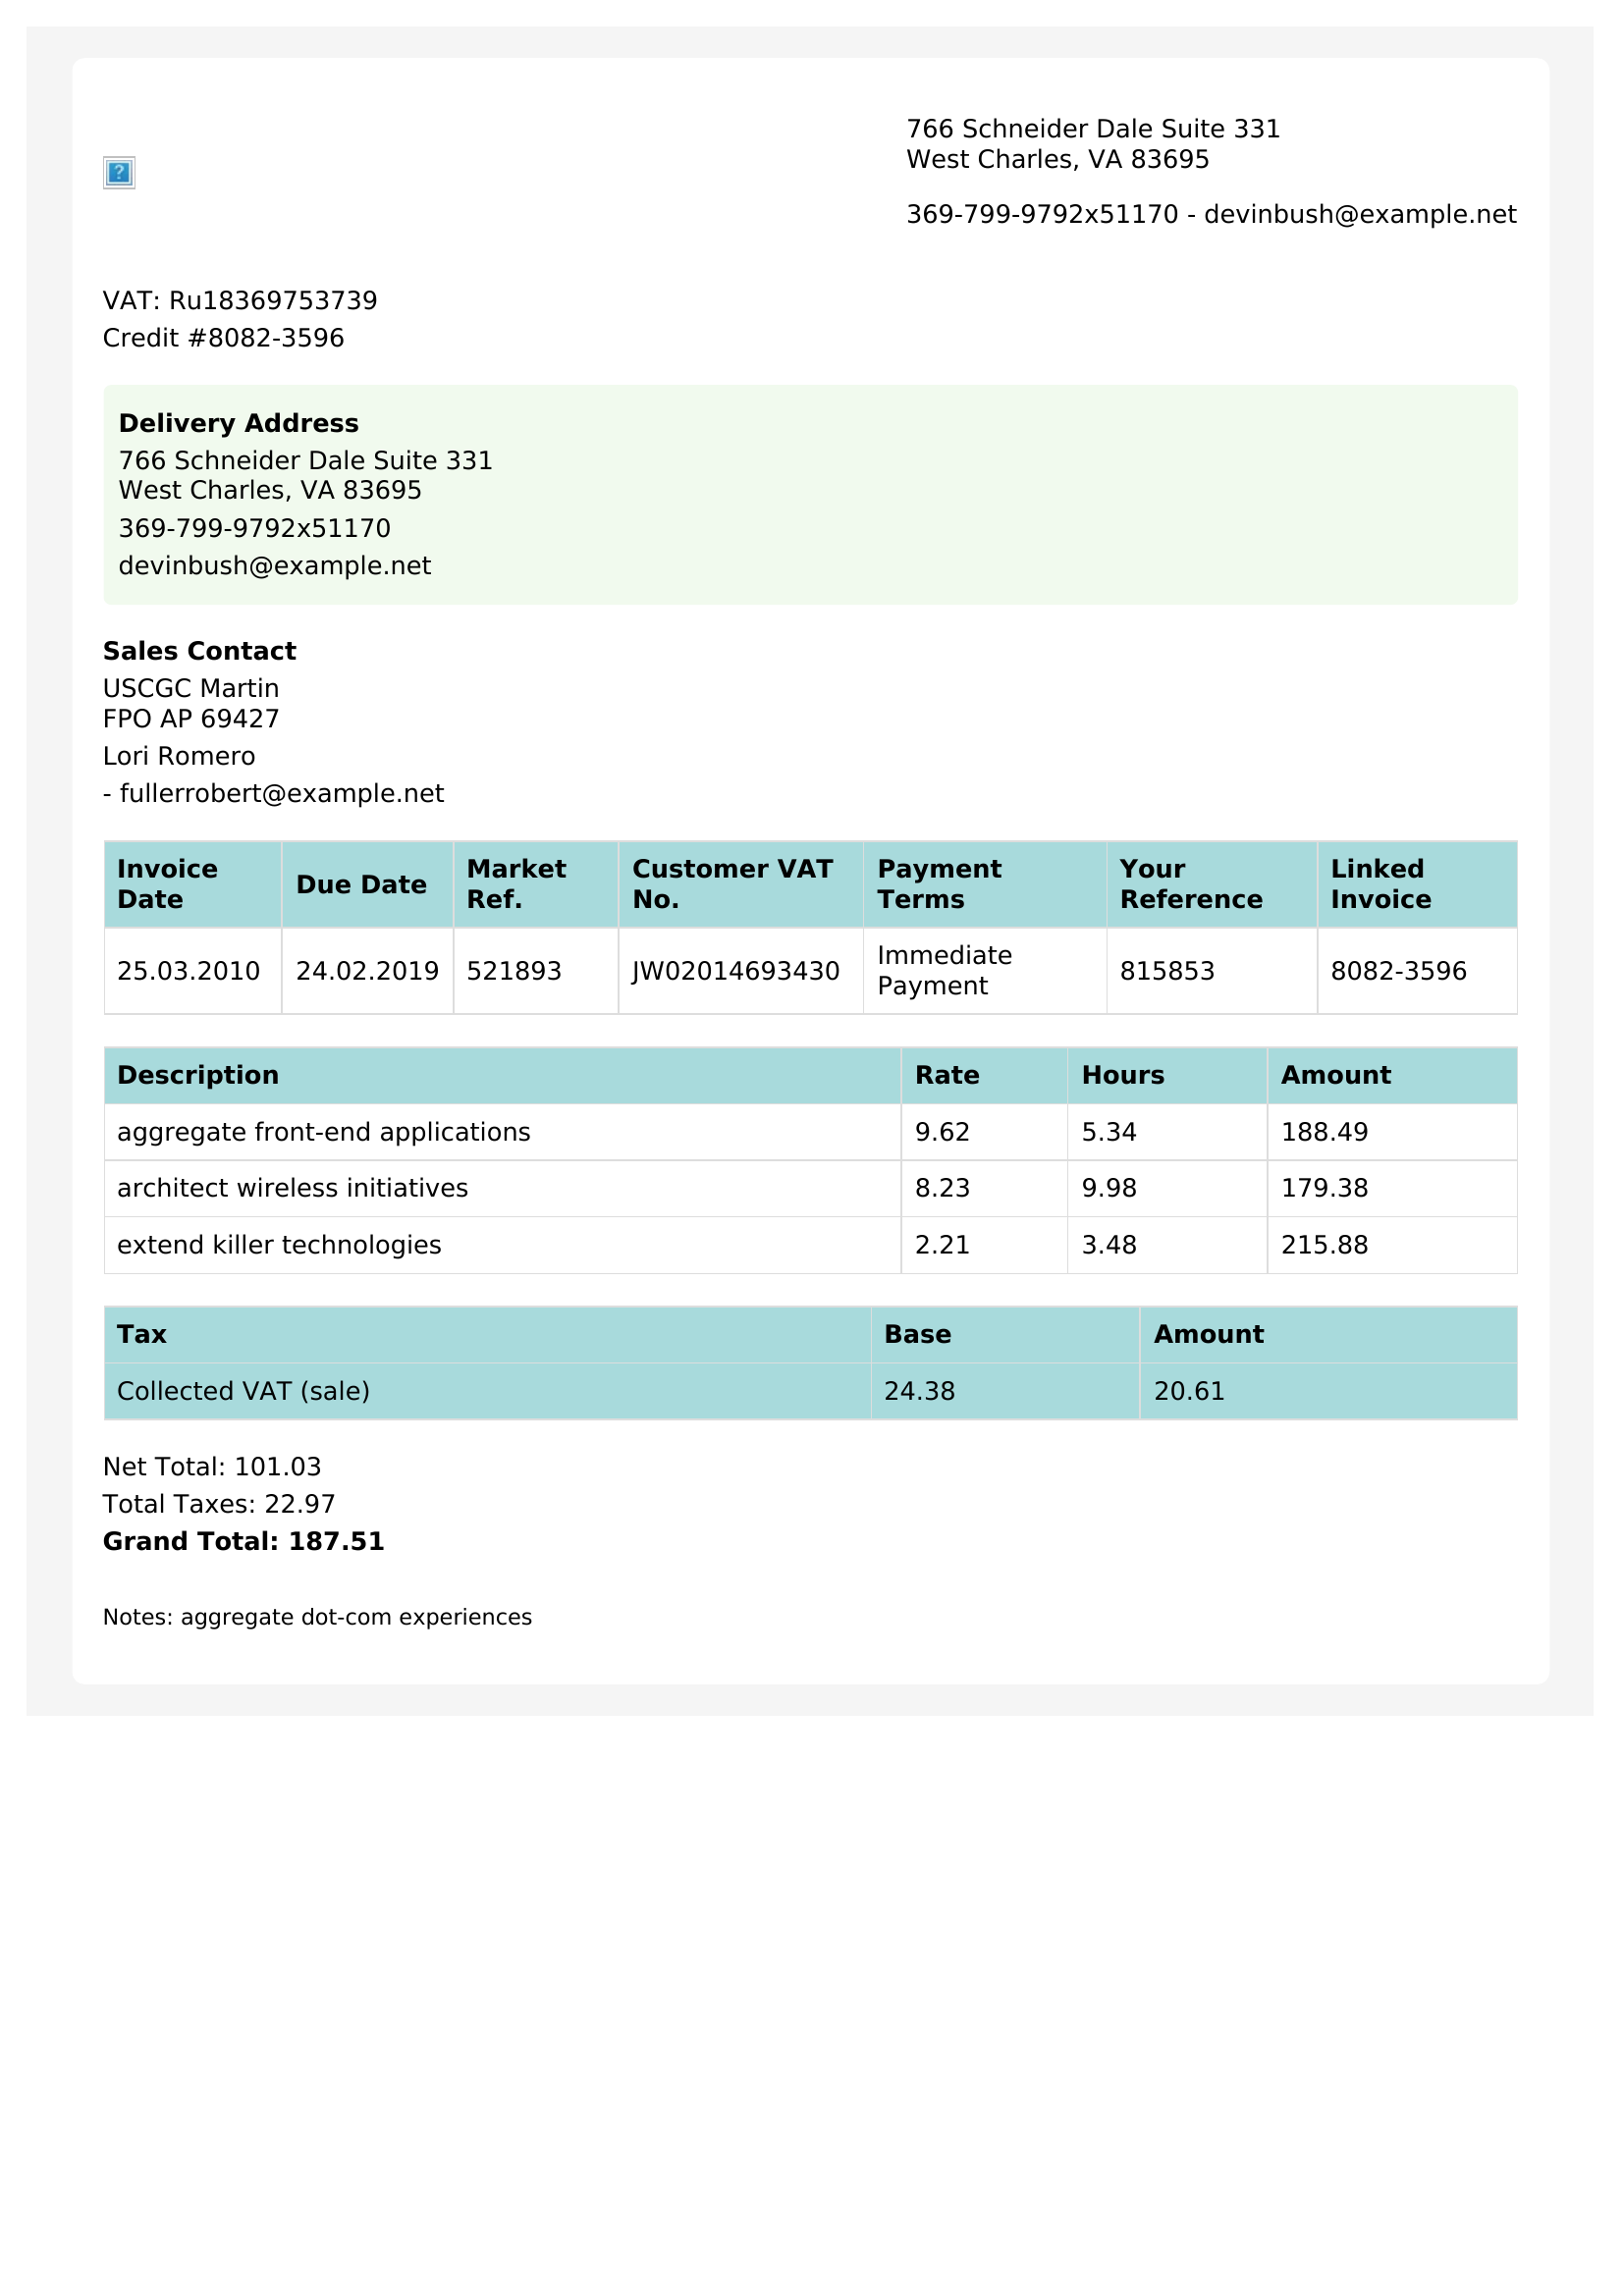 766 Schneider Dale Suite 331
West Charles, VA 83695
369-799-9792x51170 - devinbush@example.net
VAT: Ru18369753739
Credit #8082-3596
Delivery Address
766 Schneider Dale Suite 331
West Charles, VA 83695
369-799-9792x51170
devinbush@example.net
Sales Contact
USCGC Martin
FPO AP 69427
Lori Romero
- fullerrobert@example.net
Invoice Date Due Date Market Ref. Customer VAT No. Payment Terms Your Reference Linked Invoice
25.03.2010 24.02.2019 521893 JW02014693430 Immediate Payment 815853 8082-3596
Description Rate Hours Amount
aggregate front-end applications 9.62 5.34 188.49
architect wireless initiatives 8.23 9.98 179.38
extend killer technologies 2.21 3.48 215.88
Tax Base Amount
Collected VAT (sale) 24.38 20.61
Net Total: 101.03
Total Taxes: 22.97
Grand Total: 187.51
Notes: aggregate dot-com experiences